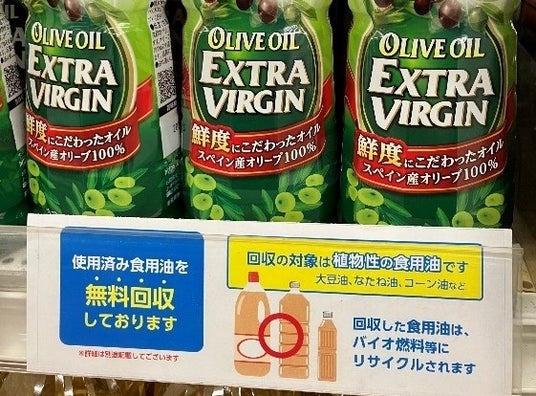 OLIVE OIL
EXTRA
VIRGIN
鮮度にこだわったオイル
スペイン産オリーブ100%
OLIVE OIL
EXTRA
VIRGIN
鮮度にこだわったオイル
スペイン産オリーブ100%
OLIVE OIL
EXTRA
VIRGIN
鮮度にこだわったオイル
スペイン産オリーブ100%
使用済み食用油を
無料回収
しております
※詳細は別途記載してございます
回収の対象は植物性の食用油です
大豆油、なたね油、コーン油など
回収した食用油は、
バイオ燃料等に
リサイクルされます